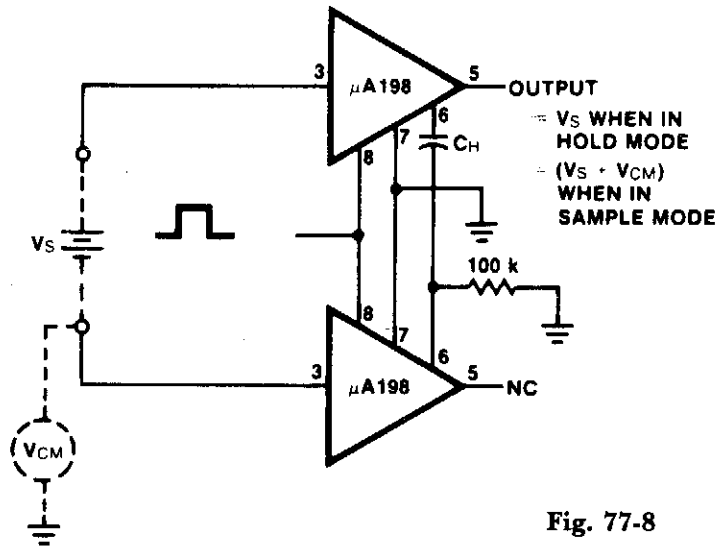 3
μA198
5
OUTPUT
6
= VS WHEN IN
HOLD MODE
= (VS + VCM)
WHEN IN
SAMPLE MODE
7
8
CH
VS
100 k
8
7
6
3
μA198
5
NC
VCM
Fig. 77-8